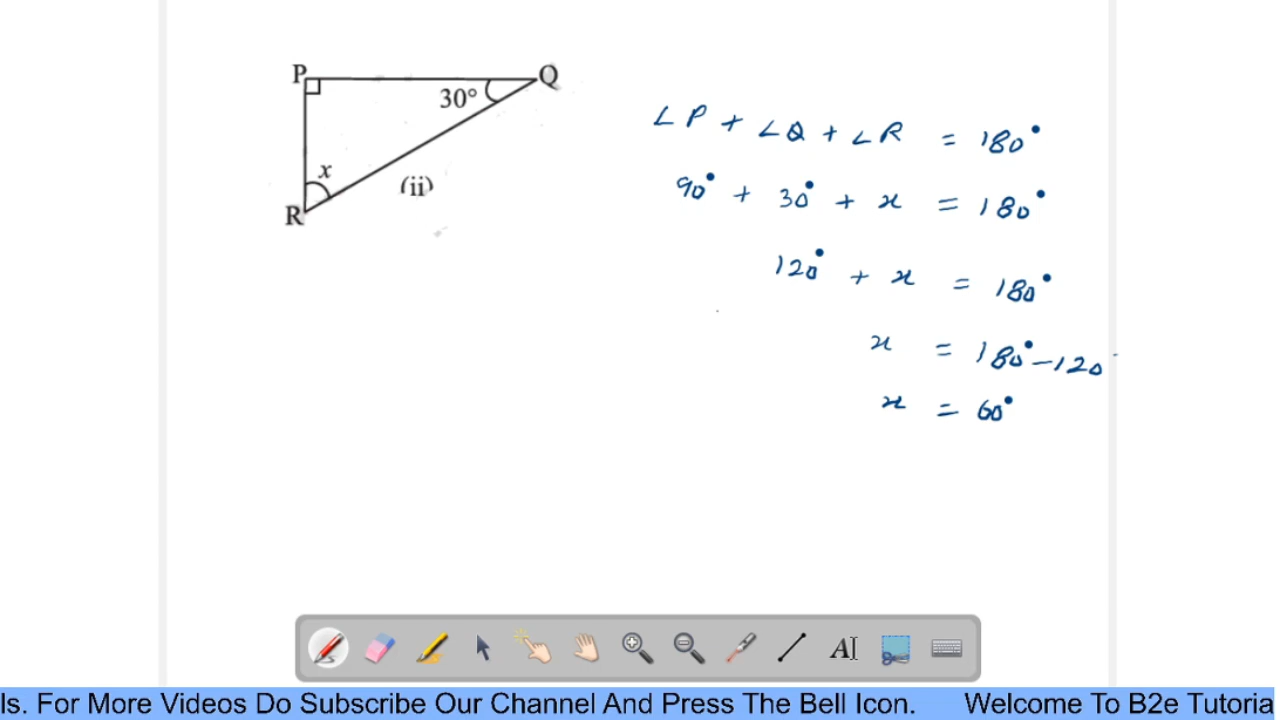 P
Q
30°
x
(ii)
R
∠P + ∠Q + ∠R = 180°
90° + 30° + x = 180°
120° + x = 180°
x = 180° - 120
x = 60°
AI
ls. For More Videos Do Subscribe Our Channel And Press The Bell Icon. Welcome To B2e Tutoria